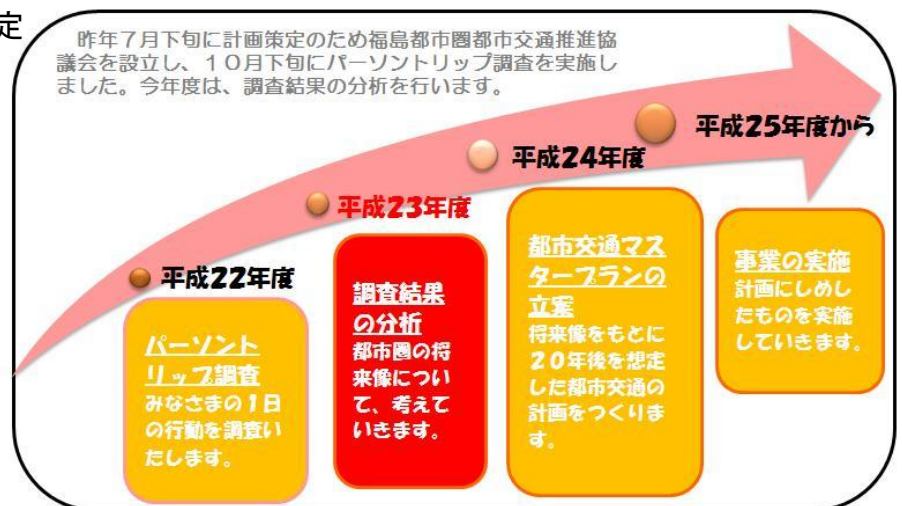 定
昨年７月下旬に計画策定のため福島都市圏都市交通推進協
議会を設立し、１０月下旬にパーソントリップ調査を実施し
ました。今年度は、調査結果の分析を行います。
平成22年度
パーソント
リップ調査
みなさまの１日
の行動を調査い
たします。
平成23年度
調査結果
の分析
都市圏の将
来像につい
て、考えて
いきます。
平成24年度
都市交通マス
タープランの
立案
将来像をもとに
２０年後を想定
した都市交通の
計画をつくりま
す。
平成25年度から
事業の実施
計画にしめし
たものを実施
していきます。